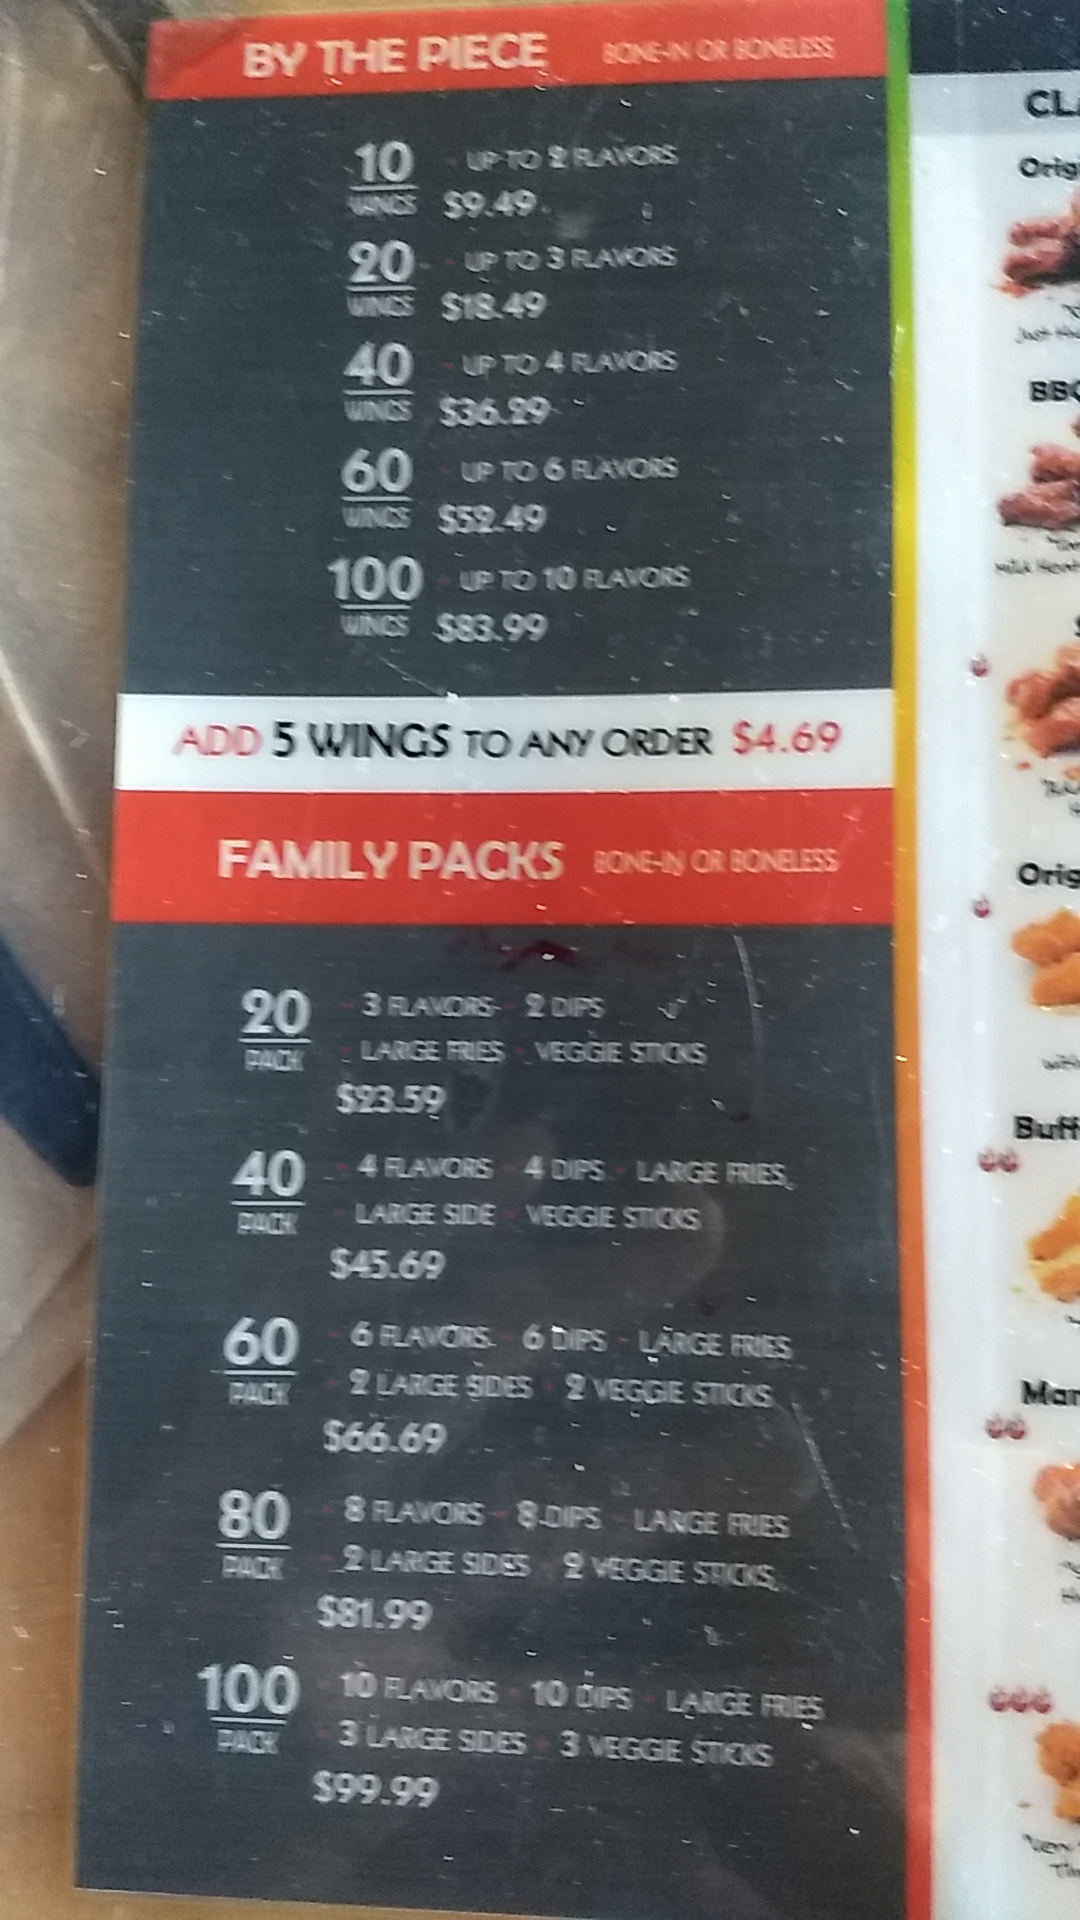 BY THE PIECE BONE-IN OR BONELESS
10 - UP TO 2 FLAVORS
WINGS $9.49
20 - UP TO 3 FLAVORS
WINGS $18.49
40 - UP TO 4 FLAVORS
WINGS $36.29
60 - UP TO 6 FLAVORS
WINGS $52.49
100 - UP TO 10 FLAVORS
WINGS $83.99
ADD 5 WINGS TO ANY ORDER $4.69
FAMILY PACKS BONE-IN OR BONELESS
20 - 3 FLAVORS - 2 DIPS
PACK - LARGE FRIES - VEGGIE STICKS
$23.59
40 - 4 FLAVORS - 4 DIPS - LARGE FRIES
PACK - LARGE SIDE - VEGGIE STICKS
$45.69
60 - 6 FLAVORS - 6 DIPS - LARGE FRIES
PACK - 2 LARGE SIDES - 2 VEGGIE STICKS
$66.69
80 - 8 FLAVORS - 8 DIPS - LARGE FRIES
PACK - 2 LARGE SIDES - 2 VEGGIE STICKS
$81.99
100 - 10 FLAVORS - 10 DIPS - LARGE FRIES
PACK - 3 LARGE SIDES - 3 VEGGIE STICKS
$99.99
CLA
Orig
Just
BBQ
Orig
with
Buff
Mar